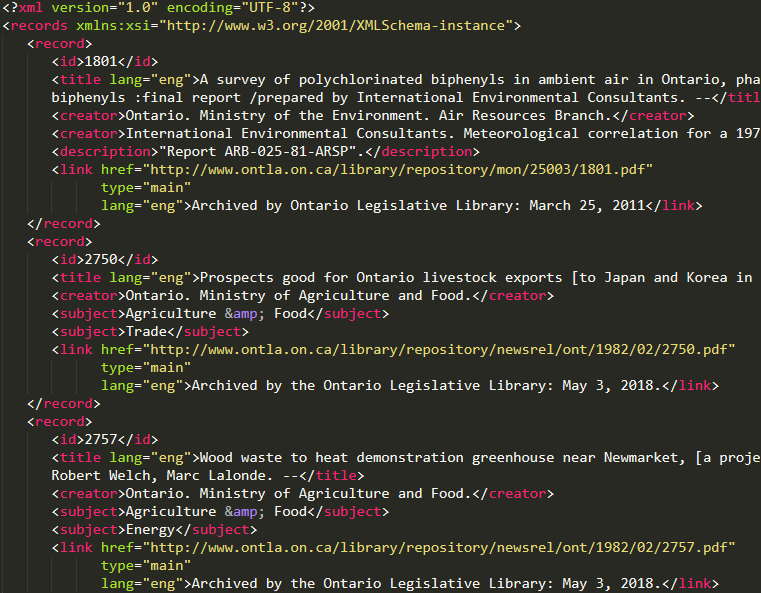 <?xml version="1.0" encoding="UTF-8"?>
<records xmlns:xsi="http://www.w3.org/2001/XMLSchema-instance">
<record>
<id>1801</id>
<title lang="eng">A survey of polychlorinated biphenyls in ambient air in Ontario, pha
biphenyls :final report /prepared by International Environmental Consultants. --</titl
<creator>Ontario. Ministry of the Environment. Air Resources Branch.</creator>
<creator>International Environmental Consultants. Meteorological correlation for a 197
<description>"Report ARB-025-81-ARSP".</description>
<link href="http://www.ontla.on.ca/library/repository/mon/25003/1801.pdf"
type="main"
lang="eng">Archived by Ontario Legislative Library: March 25, 2011</link>
</record>
<record>
<id>2750</id>
<title lang="eng">Prospects good for Ontario livestock exports [to Japan and Korea in
<creator>Ontario. Ministry of Agriculture and Food.</creator>
<subject>Agriculture &amp; Food</subject>
<subject>Trade</subject>
<link href="http://www.ontla.on.ca/library/repository/newsrel/ont/1982/02/2750.pdf"
type="main"
lang="eng">Archived by the Ontario Legislative Library: May 3, 2018.</link>
</record>
<record>
<id>2757</id>
<title lang="eng">Wood waste to heat demonstration greenhouse near Newmarket, [a proje
Robert Welch, Marc Lalonde. --</title>
<creator>Ontario. Ministry of Agriculture and Food.</creator>
<subject>Agriculture &amp; Food</subject>
<subject>Energy</subject>
<link href="http://www.ontla.on.ca/library/repository/newsrel/ont/1982/02/2757.pdf"
type="main"
lang="eng">Archived by the Ontario Legislative Library: May 3, 2018.</link>